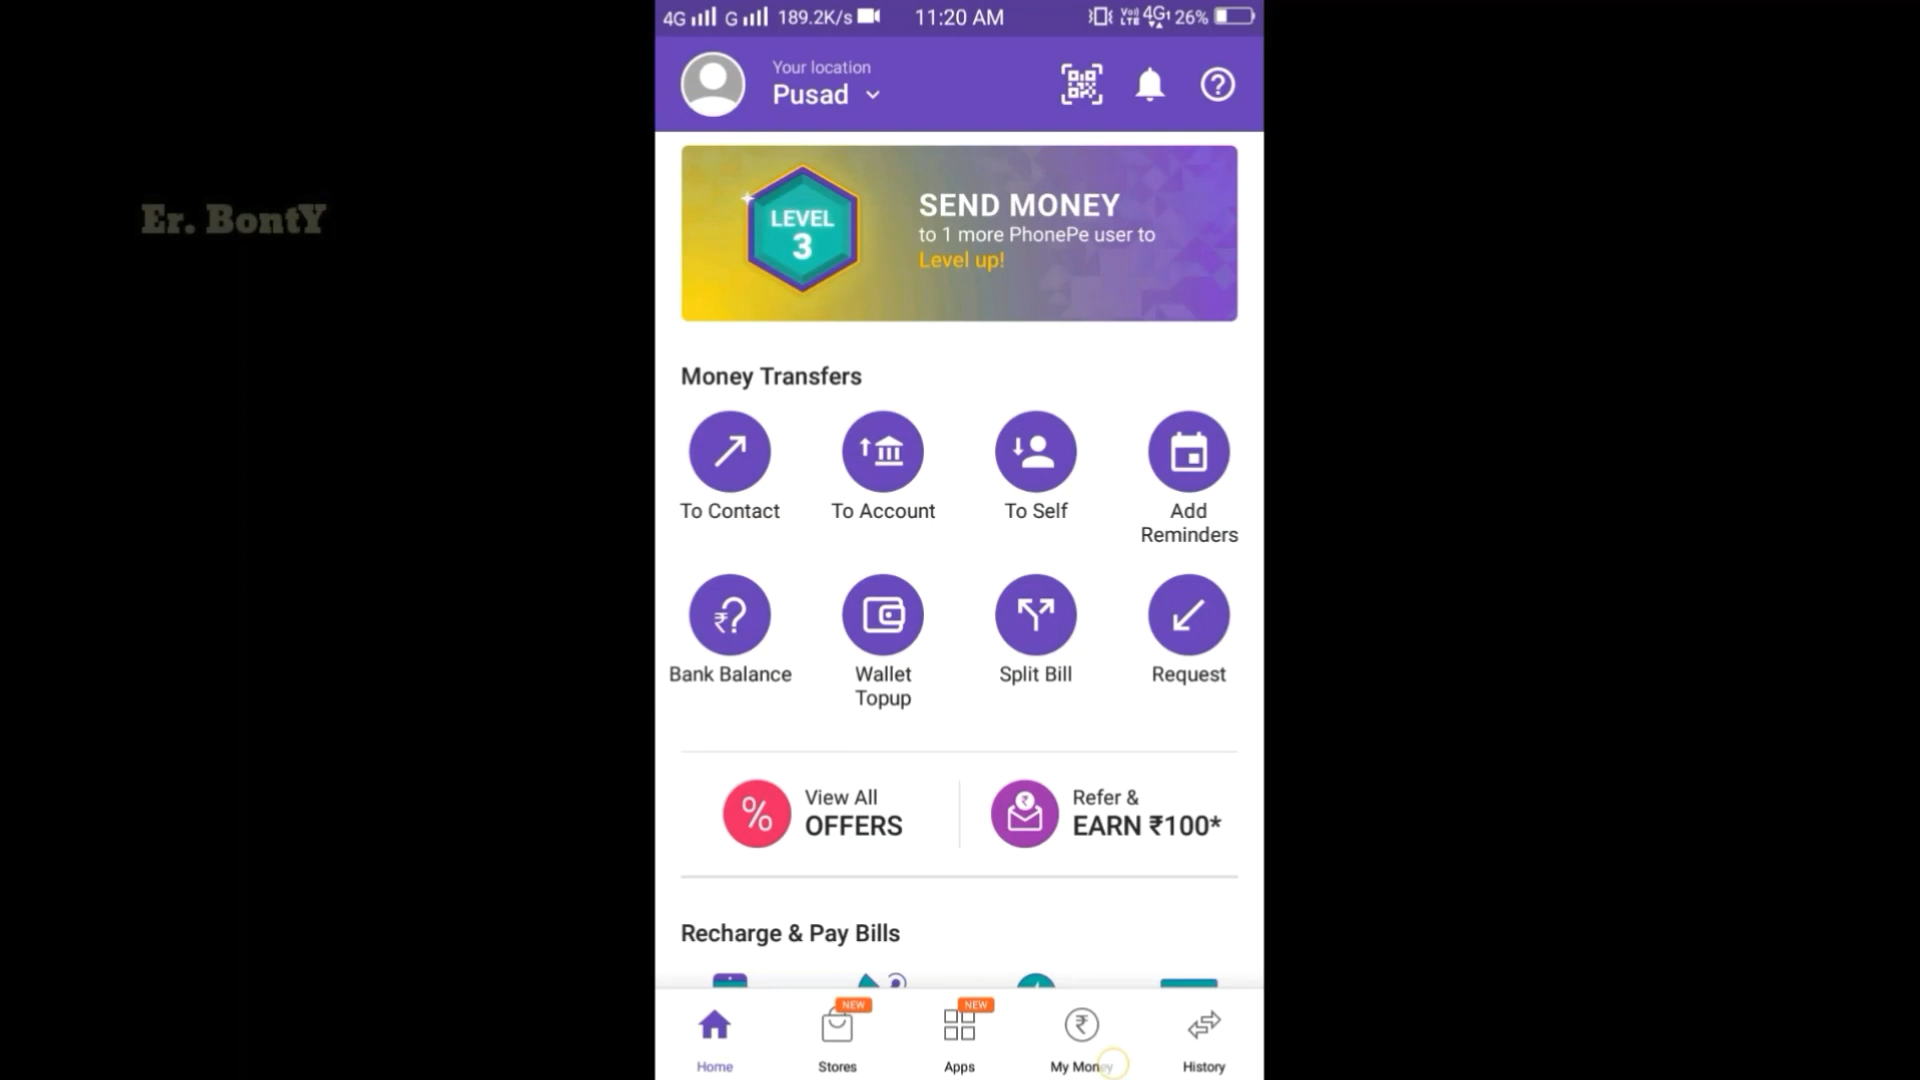 4G G 189.2K/s 11:20 AM VoLTE 4G 26%
Your location
Pusad
Er. BontY
LEVEL
3
SEND MONEY
to 1 more PhonePe user to
Level up!
Money Transfers
To Contact
To Account
To Self
Add
Reminders
₹?
Bank Balance
Wallet
Topup
Split Bill
Request
%
View All
OFFERS
Refer &
EARN ₹100*
Recharge & Pay Bills
NEW
NEW
Home
Stores
Apps
My Money
History